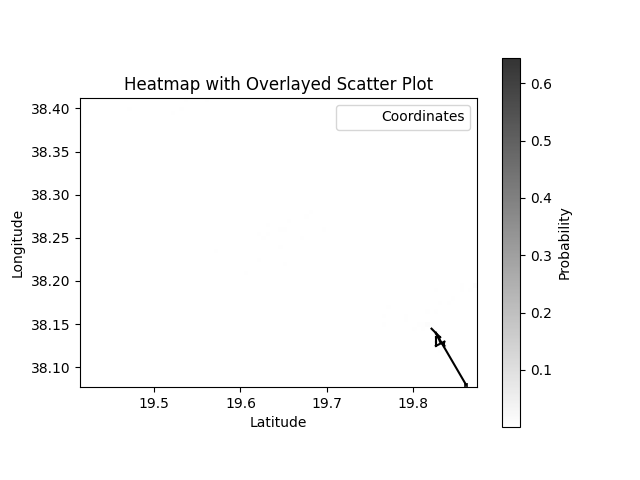 Heatmap with Overlayed Scatter Plot
Coordinates
38.40
38.35
38.30
38.25
38.20
38.15
38.10
Longitude
19.5 19.6 19.7 19.8
Latitude
0.6
0.5
0.4
0.3
0.2
0.1
Probability